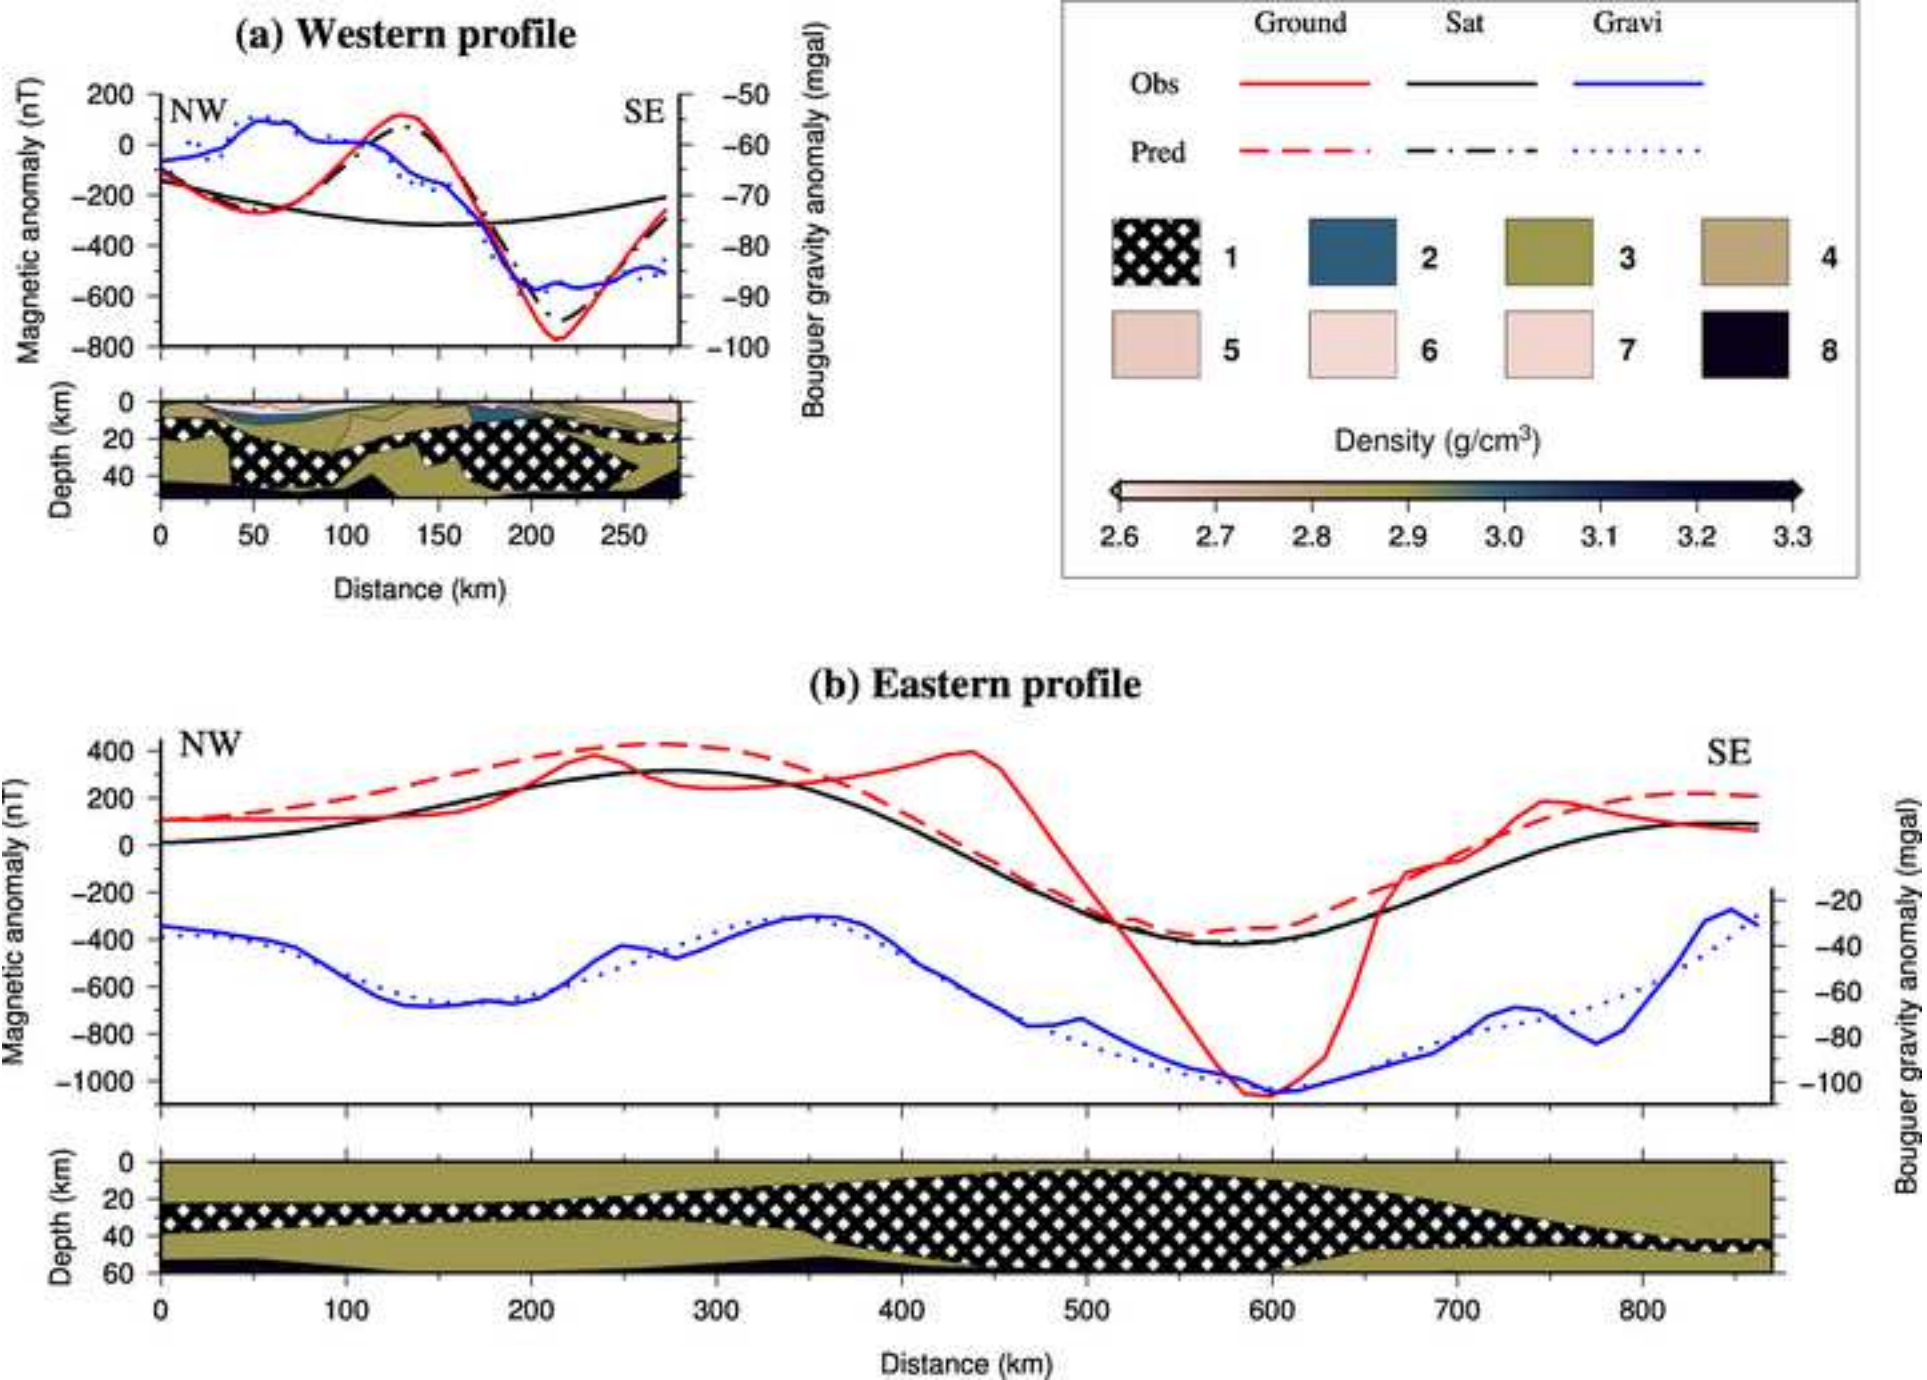 (a) Western profile
Magnetic anomaly (nT)
200
0
−200
−400
−600
−800
NW
SE
−50
−60
−70
−80
−90
−100
Bouguer gravity anomaly (mgal)
Depth (km)
0
20
40
0 50 100 150 200 250
Distance (km)
Ground Sat Gravi
Obs
Pred
1 2 3 4
5 6 7 8
Density (g/cm³)
2.6 2.7 2.8 2.9 3.0 3.1 3.2 3.3
(b) Eastern profile
Magnetic anomaly (nT)
400
200
0
−200
−400
−600
−800
−1000
NW
SE
−20
−40
−60
−80
−100
Bouguer gravity anomaly (mgal)
Depth (km)
0
20
40
60
0 100 200 300 400 500 600 700 800
Distance (km)